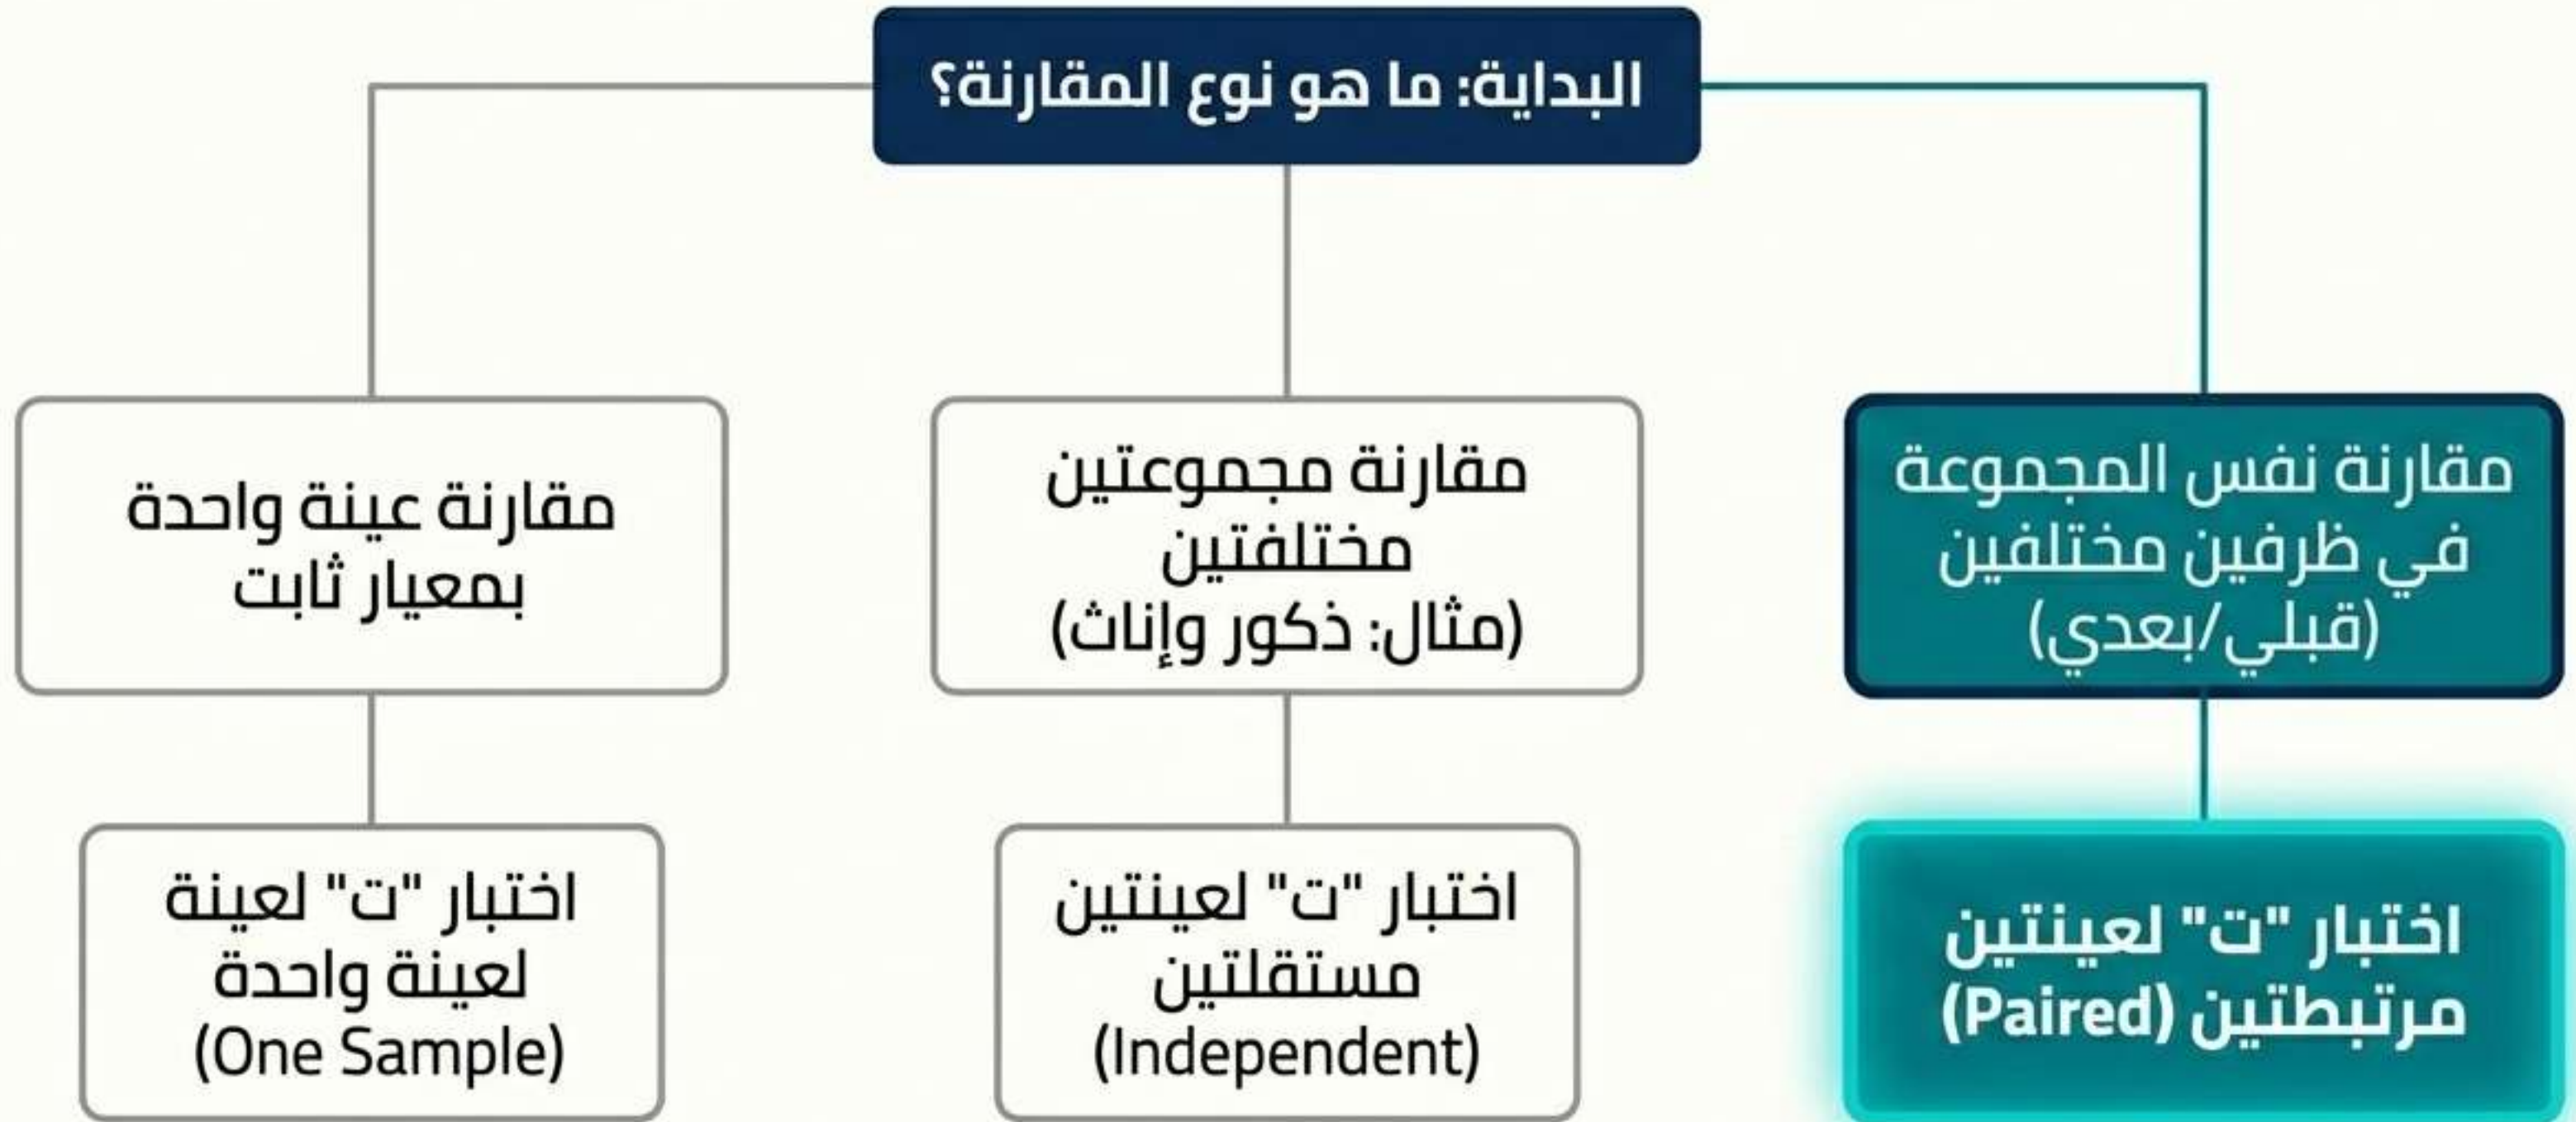 البداية: ما هو نوع المقارنة؟
مقارنة نفس المجموعة
في ظرفين مختلفين
(قبلي/بعدي)
اختبار "ت" لعينتين
مرتبطتين (Paired)
مقارنة مجموعتين
مختلفتين
(مثال: ذكور وإناث)
اختبار "ت" لعينتين
مستقلتين
(Independent)
مقارنة عينة واحدة
بمعيار ثابت
اختبار "ت" لعينة
لعينة واحدة
(One Sample)